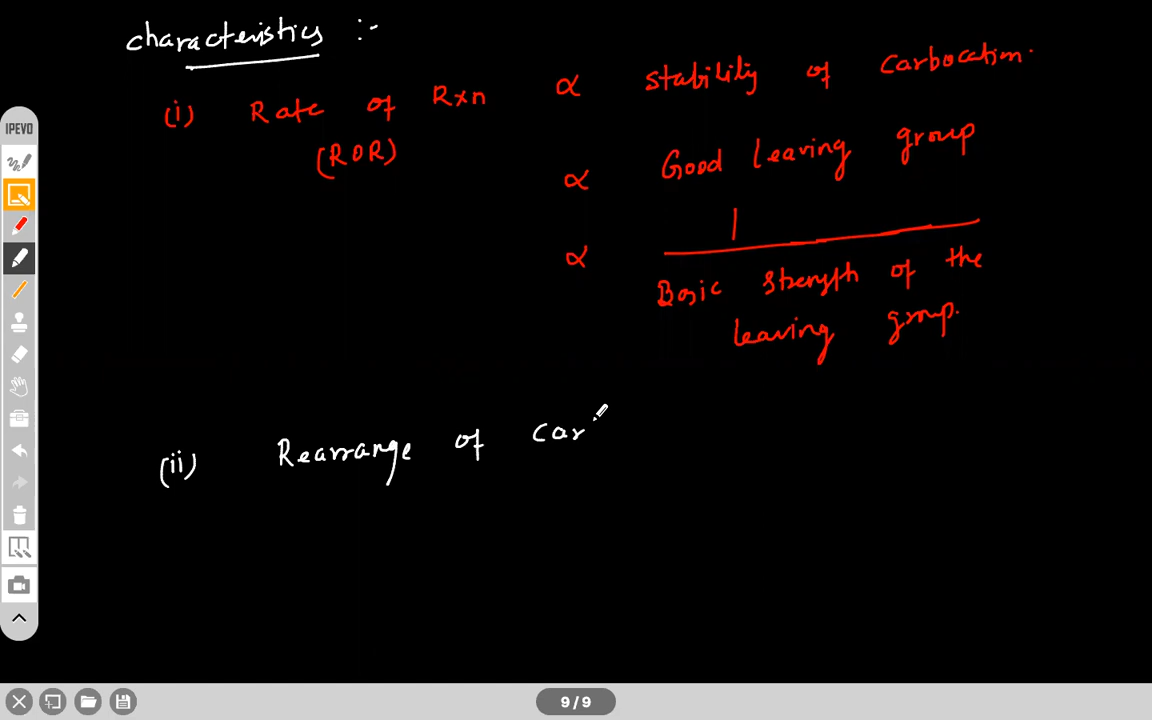 characteristics :-
(i) Rate of Rxn ∝ stability of Carbocation.
(ROR)
∝ Good leaving group
∝ 1
Basic strength of the
leaving group.
(ii) Rearrange of Car
IPEVO
9 / 9